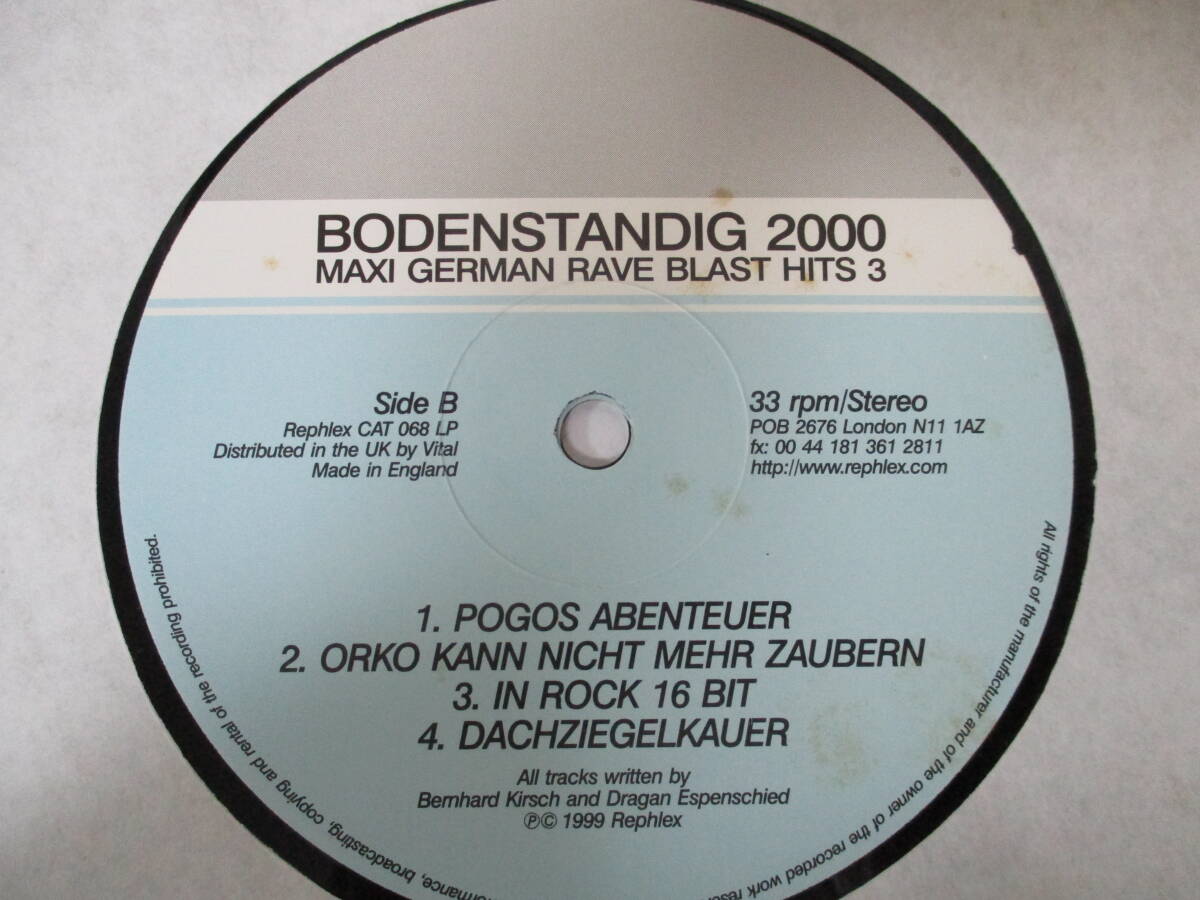 BODENSTANDIG 2000
MAXI GERMAN RAVE BLAST HITS 3
Side B
Rephlex CAT 068 LP
Distributed in the UK by Vital
Made in England
33 rpm/Stereo
POB 2676 London N11 1AZ
fx: 00 44 181 361 2811
http://www.rephlex.com
1. POGOS ABENTEUER
2. ORKO KANN NICHT MEHR ZAUBERN
3. IN ROCK 16 BIT
4. DACHZIEGELKAUER
All tracks written by
Bernhard Kirsch and Dragan Espenschied
℗© 1999 Rephlex
All rights of the manufacturer and of the owner of the recorded work
broadcasting, copying and rental of the recording prohibited.